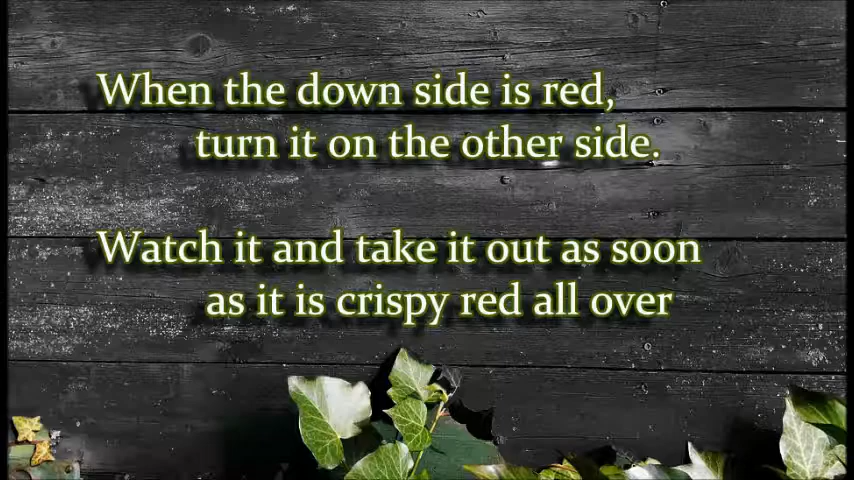 When the down side is red,
turn it on the other side.
Watch it and take it out as soon
as it is crispy red all over